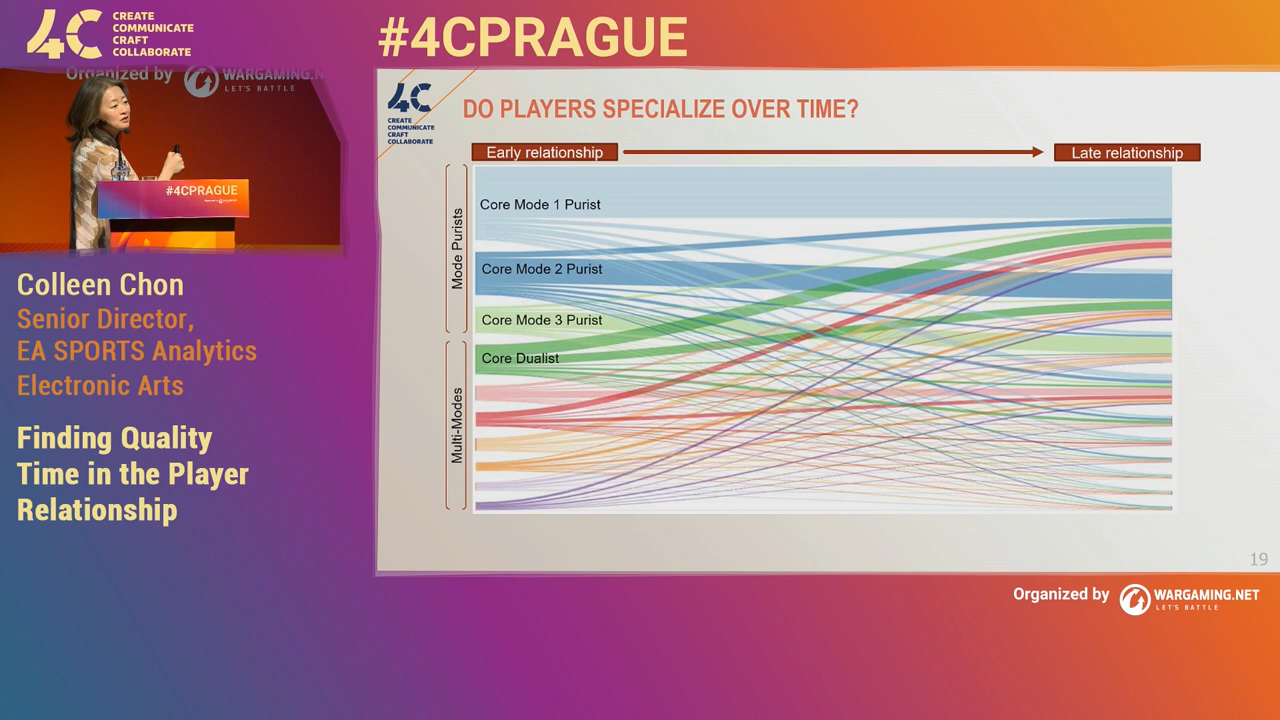 4C
CREATE
COMMUNICATE
CRAFT
COLLABORATE
#4CPRAGUE
Organized by WARGAMING.N
LET'S BATTLE
#4CPRAGUE
Colleen Chon
Senior Director,
EA SPORTS Analytics
Electronic Arts
Finding Quality
Time in the Player
Relationship
4C
CREATE
COMMUNICATE
CRAFT
COLLABORATE
DO PLAYERS SPECIALIZE OVER TIME?
Early relationship
Late relationship
Mode Purists
Core Mode 1 Purist
Core Mode 2 Purist
Core Mode 3 Purist
Multi-Modes
Core Dualist
19
Organized by WARGAMING.NET
LET'S BATTLE